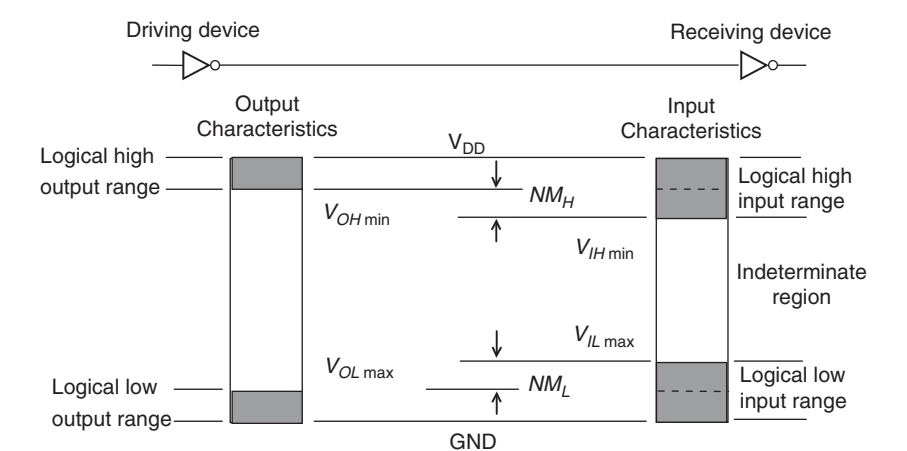 Driving device
Receiving device
Output
Characteristics
Input
Characteristics
V_DD
Logical high
output range
NM_H
Logical high
input range
V_OH min
V_IH min
Indeterminate
region
V_IL max
V_OL max
Logical low
output range
NM_L
Logical low
input range
GND